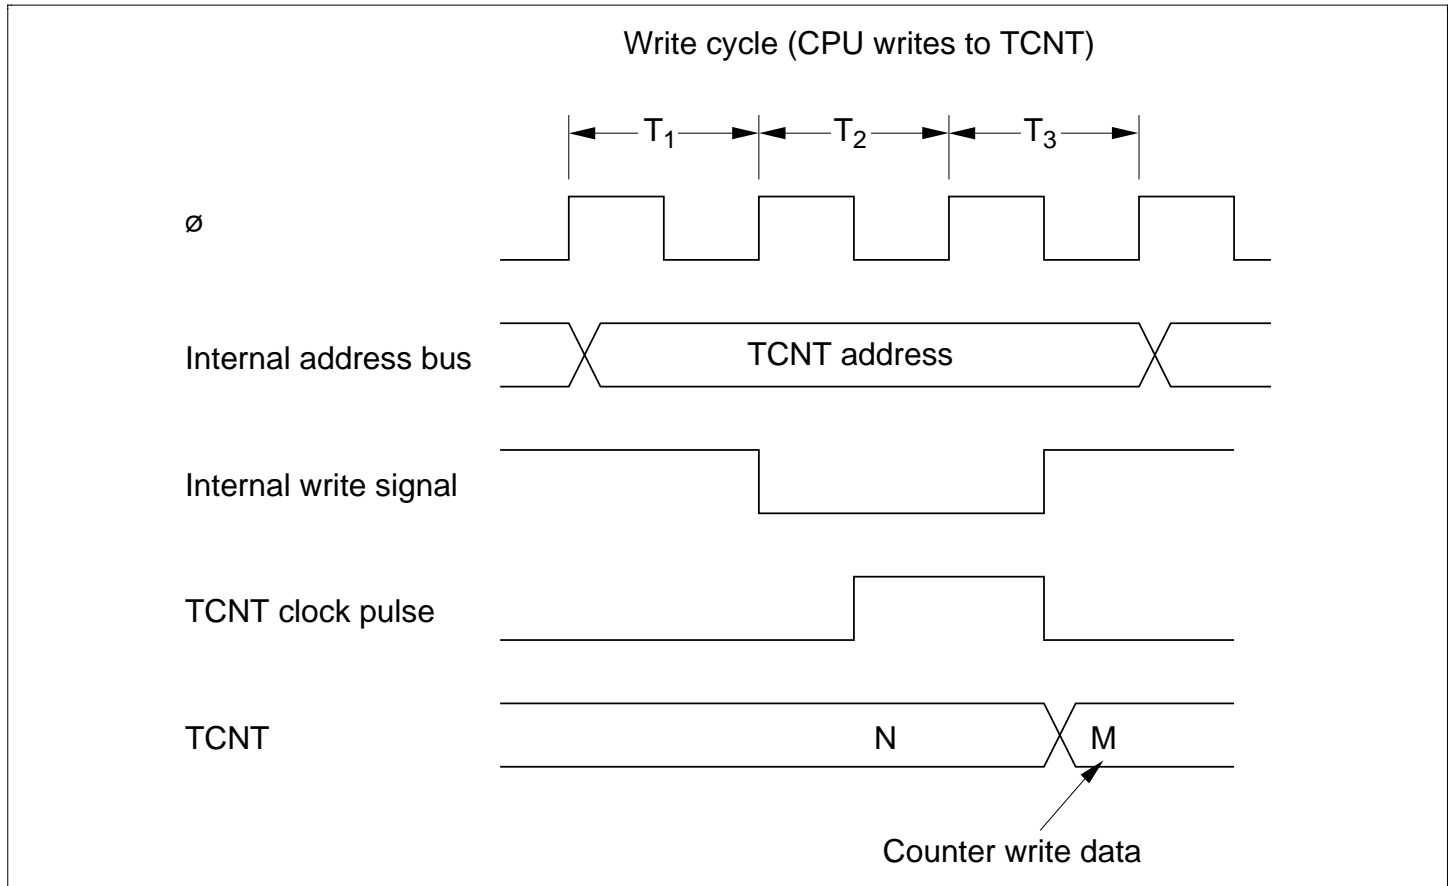 Write cycle (CPU writes to TCNT)
T1 T2 T3
ø
Internal address bus
TCNT address
Internal write signal
TCNT clock pulse
TCNT
N M
Counter write data